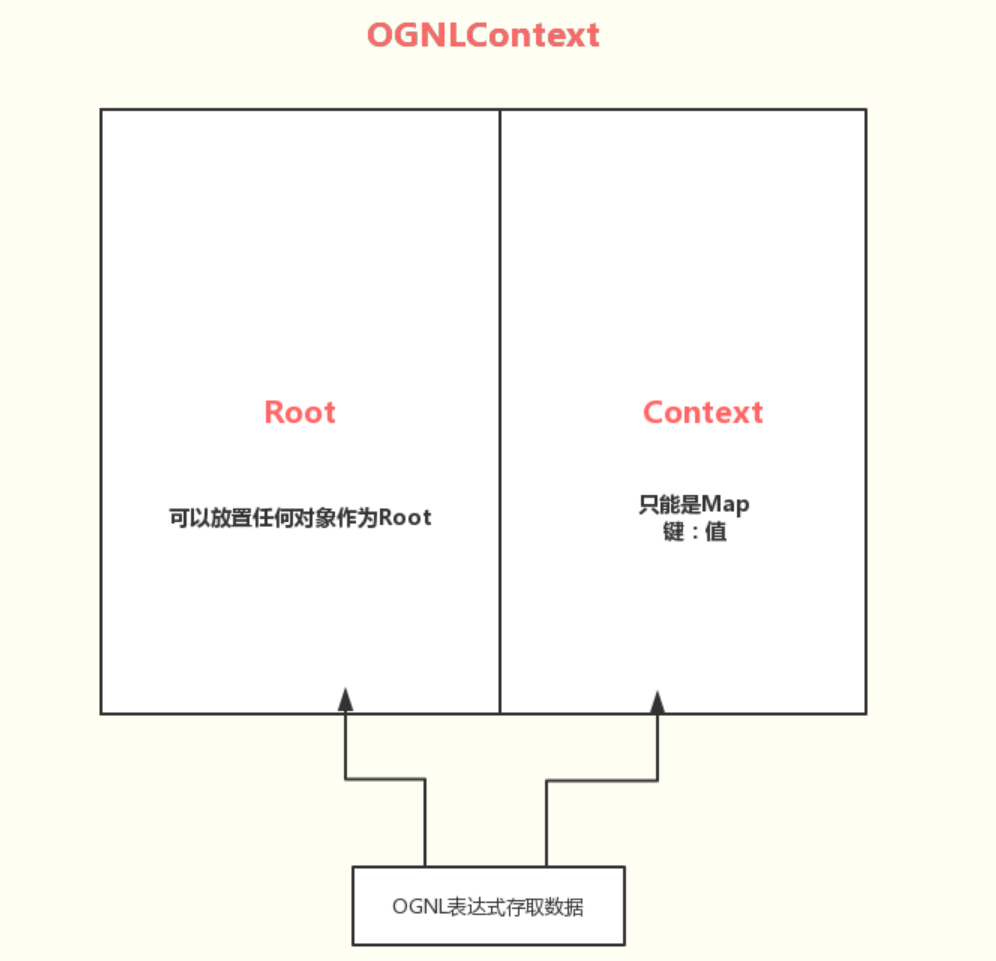 OGNLContext
Root
Context
可以放置任何对象作为Root
只能是Map
键：值
OGNL表达式存取数据